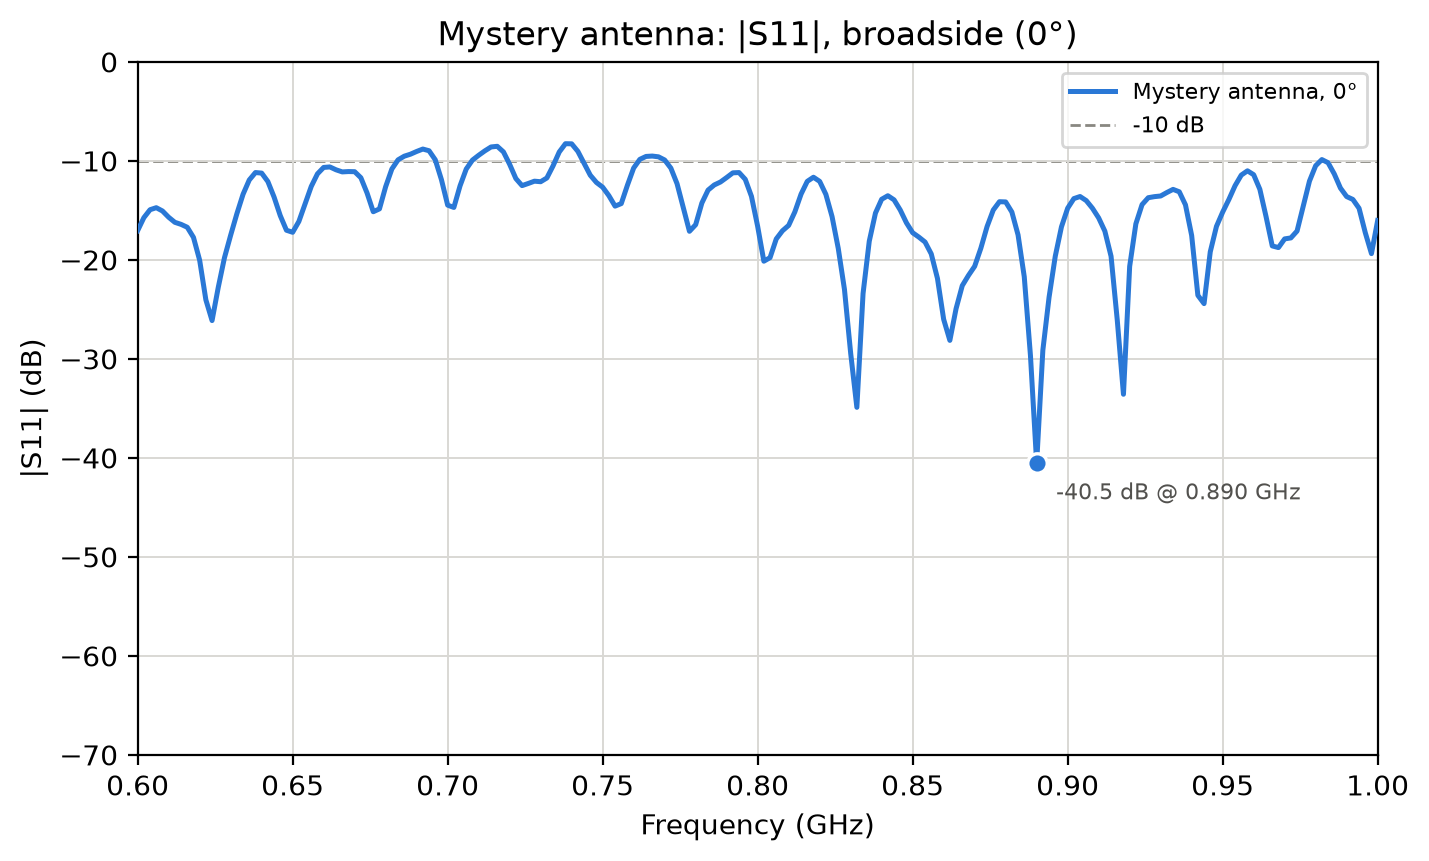 Mystery antenna: |S11|, broadside (0°)
Mystery antenna, 0°
-10 dB
0
−10
−20
−30
−40
−50
−60
−70
|S11| (dB)
-40.5 dB @ 0.890 GHz
0.60 0.65 0.70 0.75 0.80 0.85 0.90 0.95 1.00
Frequency (GHz)